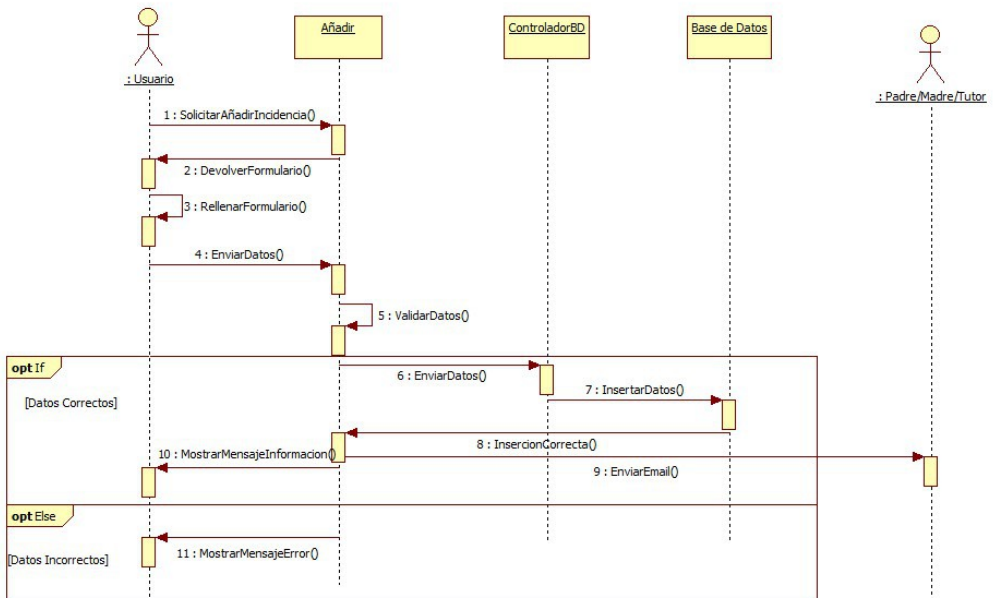 Añadir
ControladorBD
Base de Datos
: Usuario
: Padre/Madre/Tutor
1 : SolicitarAñadirIncidencia()
2 : DevolverFormulario()
3 : RellenarFormulario()
4 : EnviarDatos()
5 : ValidarDatos()
opt If
6 : EnviarDatos()
7 : InsertarDatos()
[Datos Correctos]
8 : InsercionCorrecta()
10 : MostrarMensajeInformacion()
9 : EnviarEmail()
opt Else
11 : MostrarMensajeError()
[Datos Incorrectos]